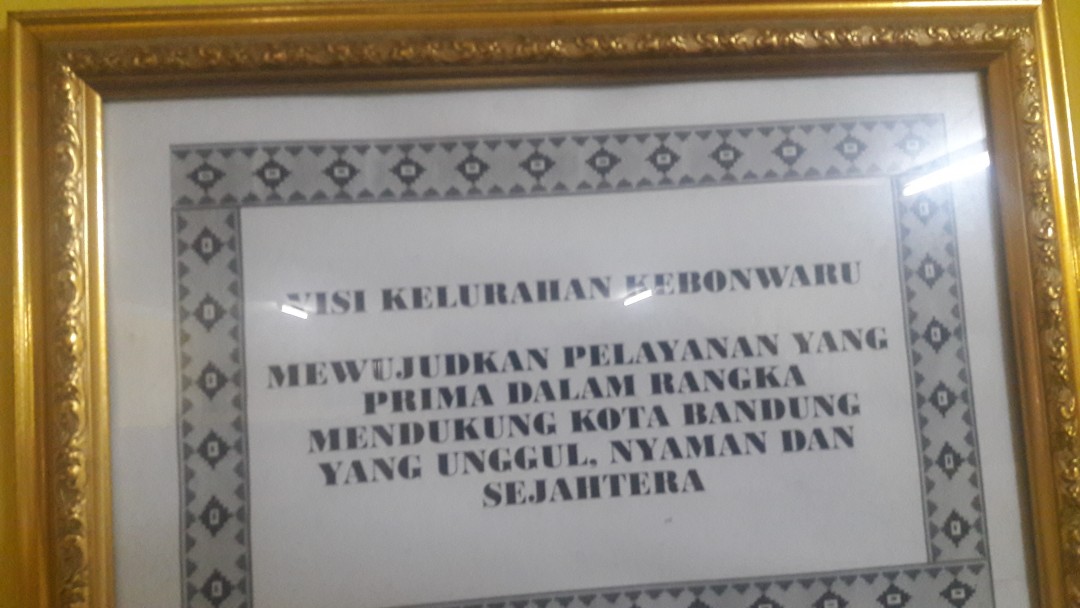 VISI KELURAHAN KEBONWARU
MEWUJUDKAN PELAYANAN YANG
PRIMA DALAM RANGKA
MENDUKUNG KOTA BANDUNG
YANG UNGGUL, NYAMAN DAN
SEJAHTERA